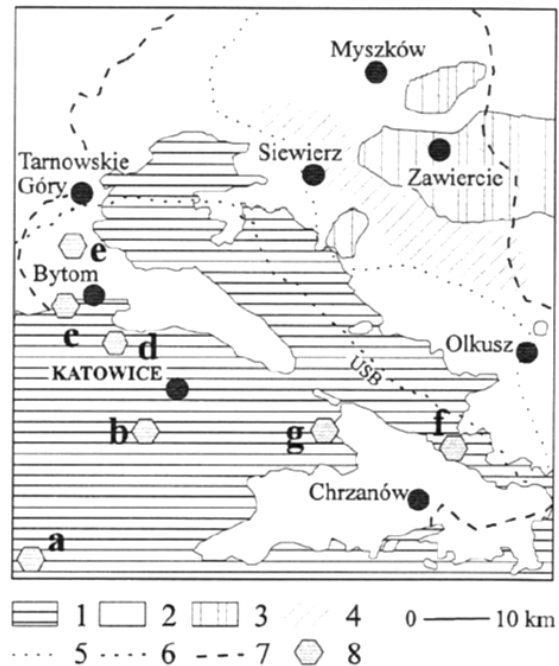 Myszków
Siewierz
Zawiercie
Tarnowskie
Góry
e
Bytom
e
d
KATOWICE
USB
Olkusz
b
g
f
Chrzanów
a
1 2 3 4 0 10 km
5 6 7 8